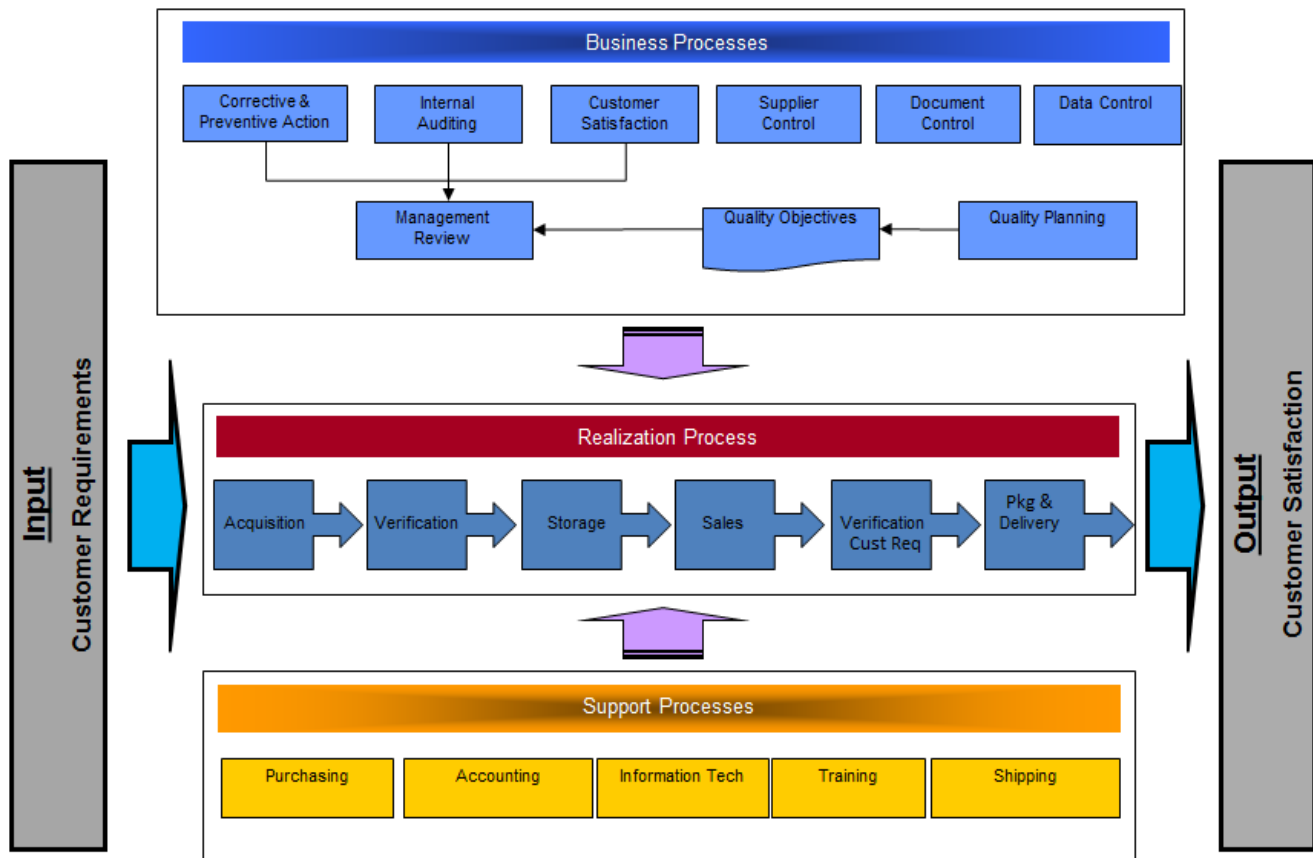 Business Processes
Corrective &
Preventive Action
Internal
Auditing
Customer
Satisfaction
Supplier
Control
Document
Control
Data Control
Management
Review
Quality Objectives
Quality Planning
Input
Customer Requirements
Realization Process
Acquisition
Verification
Storage
Sales
Verification
Cust Req
Pkg &
Delivery
Output
Customer Satisfaction
Support Processes
Purchasing
Accounting
Information Tech
Training
Shipping